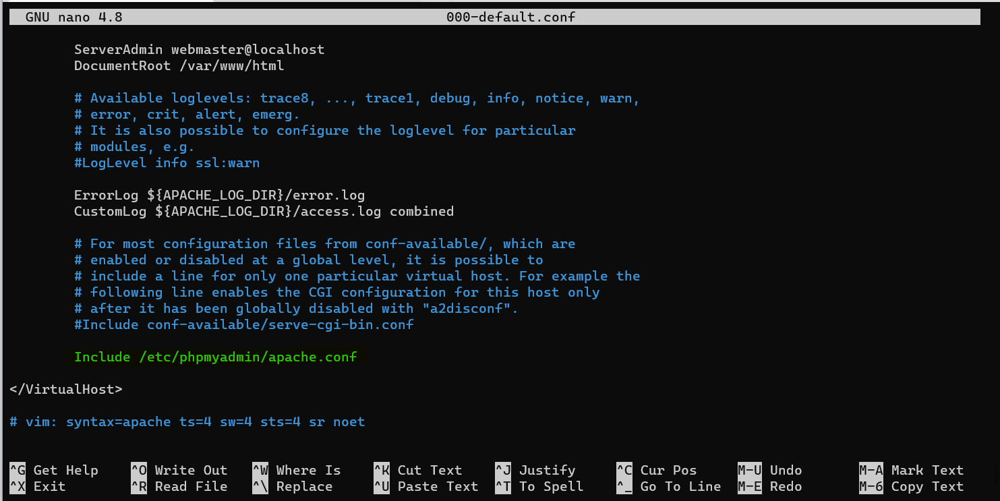 GNU nano 4.8 000-default.conf
ServerAdmin webmaster@localhost
DocumentRoot /var/www/html
# Available loglevels: trace8, ..., trace1, debug, info, notice, warn,
# error, crit, alert, emerg.
# It is also possible to configure the loglevel for particular
# modules, e.g.
#LogLevel info ssl:warn
ErrorLog ${APACHE_LOG_DIR}/error.log
CustomLog ${APACHE_LOG_DIR}/access.log combined
# For most configuration files from conf-available/, which are
# enabled or disabled at a global level, it is possible to
# include a line for only one particular virtual host. For example the
# following line enables the CGI configuration for this host only
# after it has been globally disabled with "a2disconf".
#Include conf-available/serve-cgi-bin.conf
Include /etc/phpmyadmin/apache.conf
</VirtualHost>
# vim: syntax=apache ts=4 sw=4 sts=4 sr noet
^G Get Help ^O Write Out ^W Where Is ^K Cut Text ^J Justify ^C Cur Pos M-U Undo M-A Mark Text
^X Exit ^R Read File ^\ Replace ^U Paste Text ^T To Spell ^_ Go To Line M-E Redo M-6 Copy Text